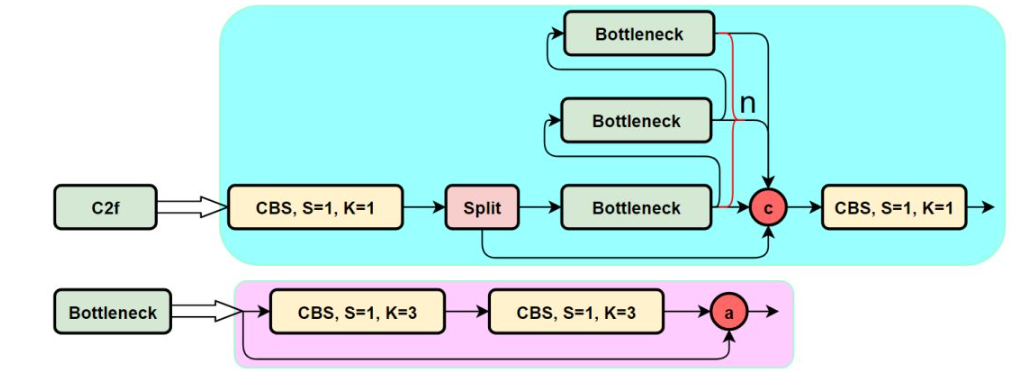 Bottleneck
n
Bottleneck
C2f
CBS, S=1, K=1
Split
Bottleneck
c
CBS, S=1, K=1
Bottleneck
CBS, S=1, K=3
CBS, S=1, K=3
a